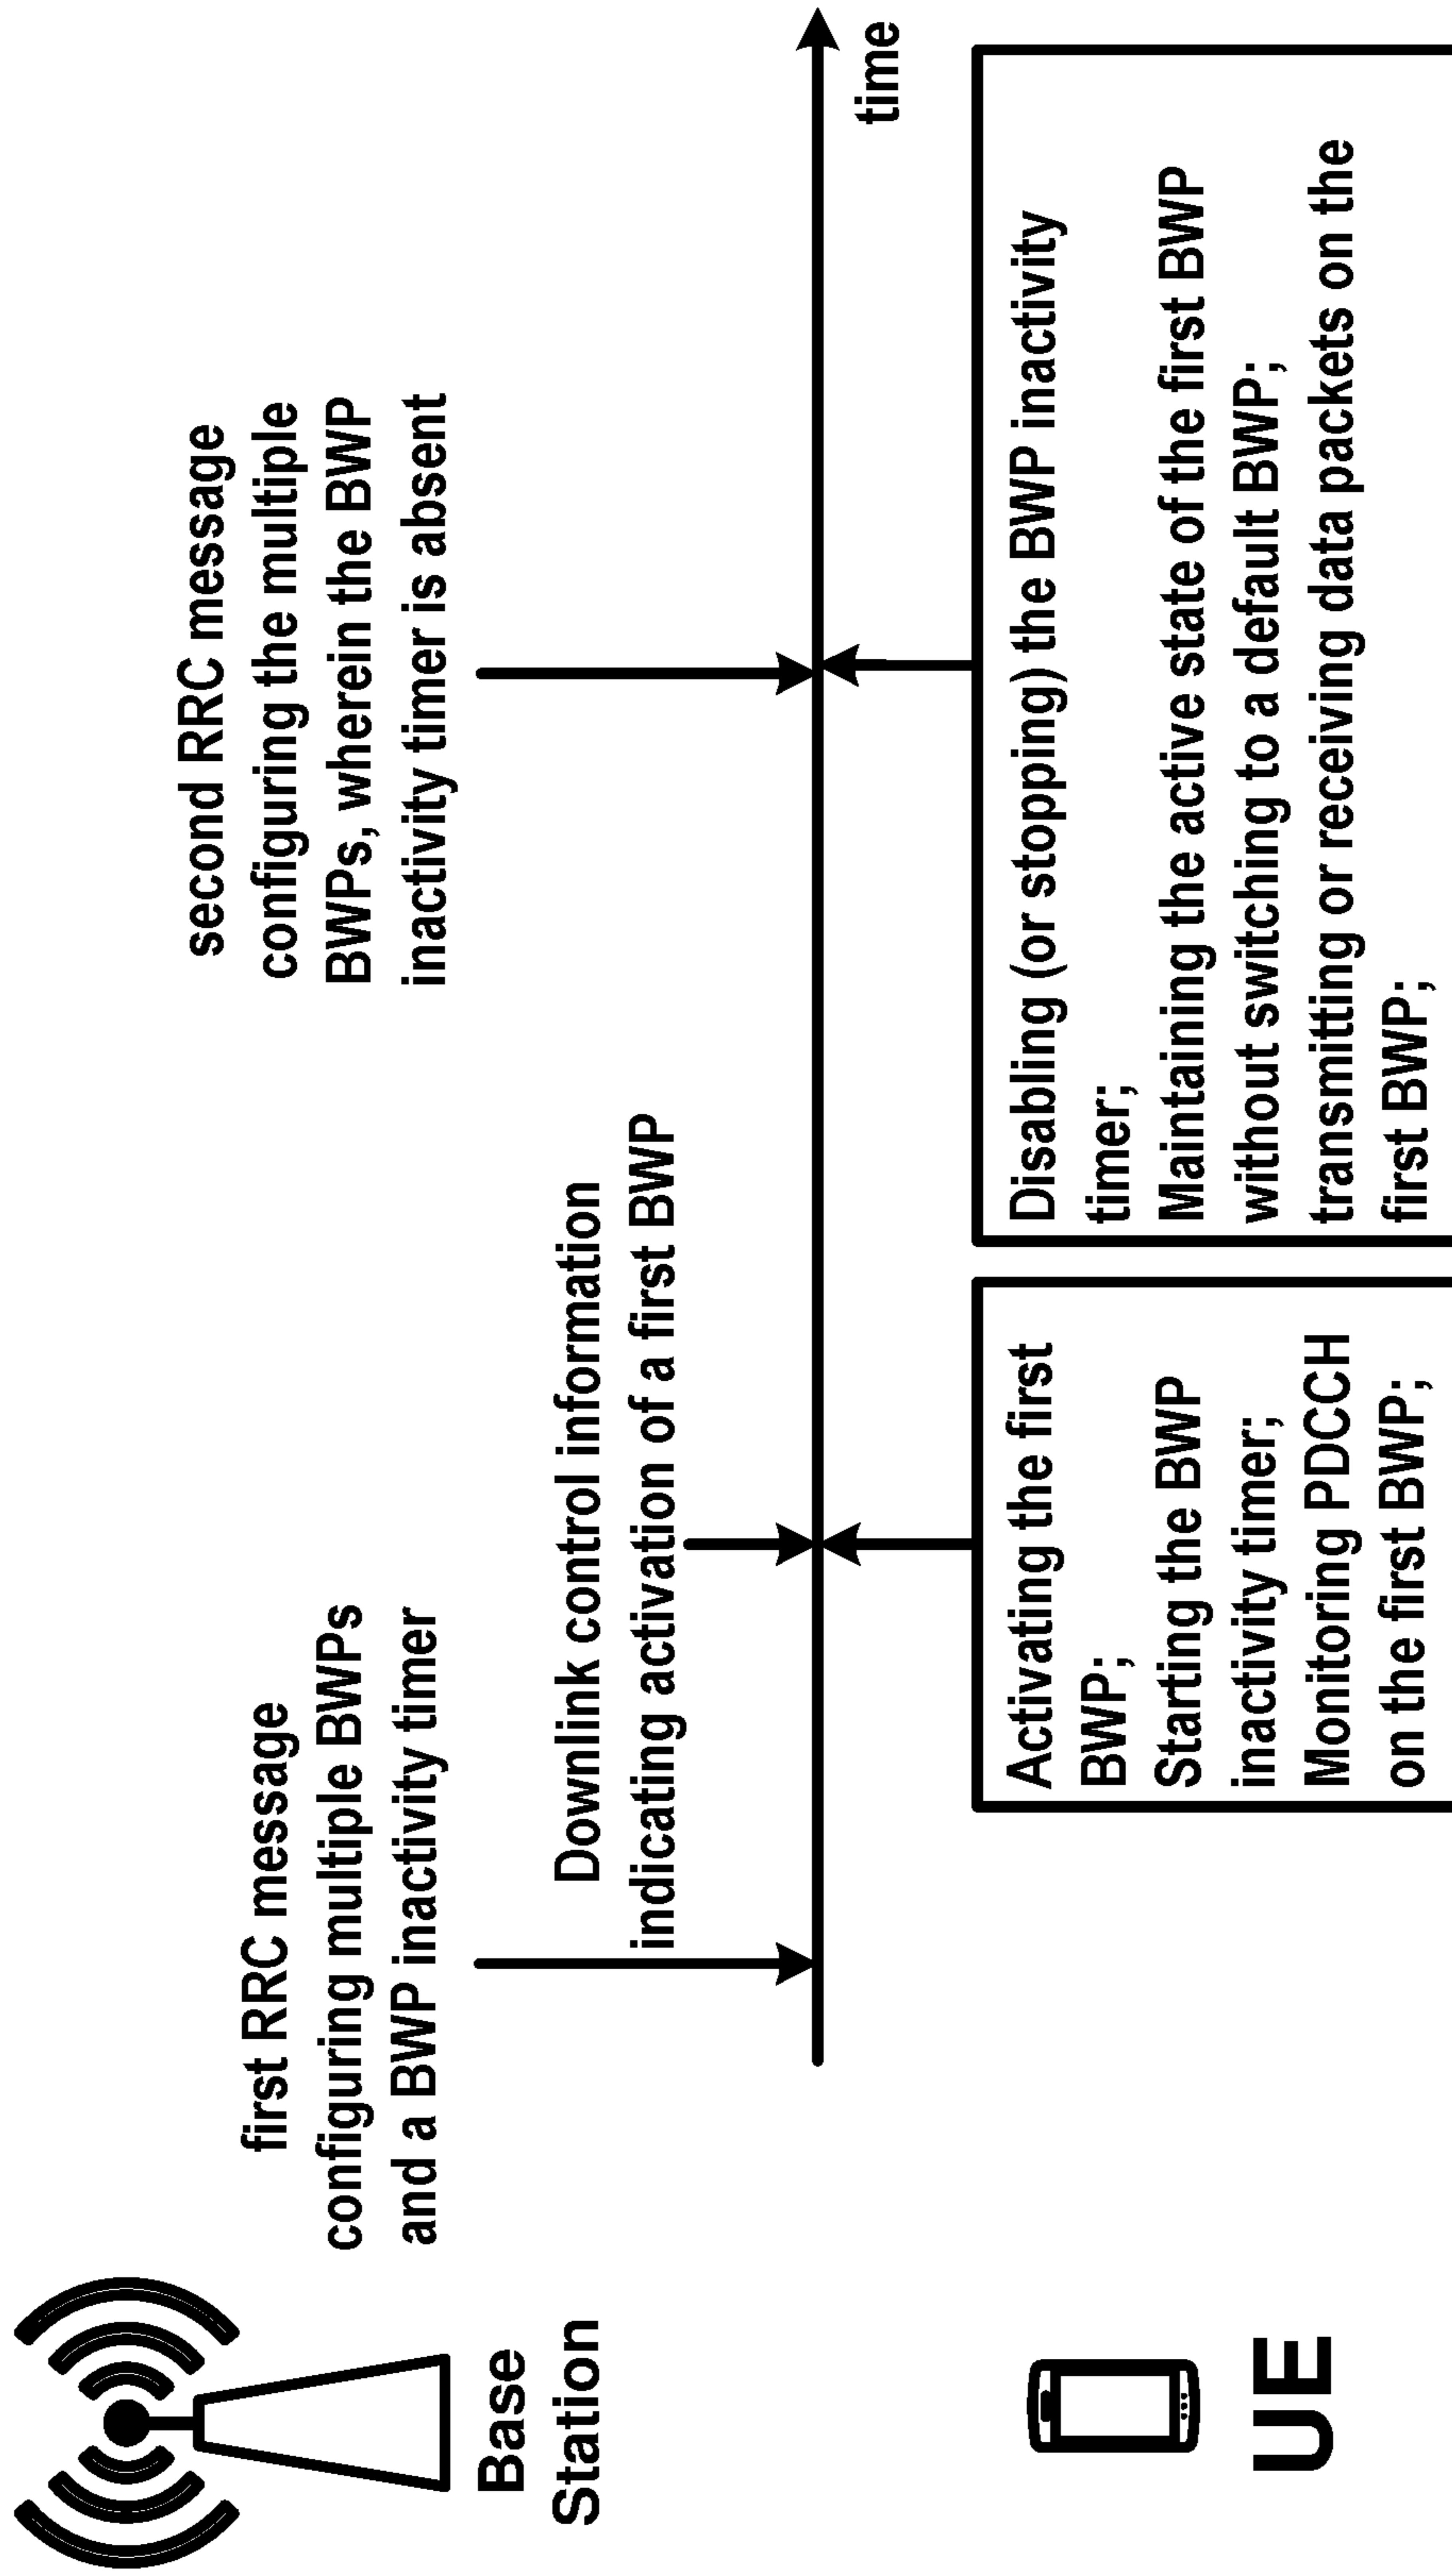 first RRC message
configuring multiple BWPs
and a BWP inactivity timer
Downlink control information
indicating activation of a first BWP
second RRC message
configuring the multiple
BWPs, wherein the BWP
inactivity timer is absent
Base
Station
time
UE
Activating the first
BWP;
Starting the BWP
inactivity timer;
Monitoring PDCCH
on the first BWP;
Disabling (or stopping) the BWP inactivity
timer;
Maintaining the active state of the first BWP
without switching to a default BWP;
transmitting or receiving data packets on the
first BWP;